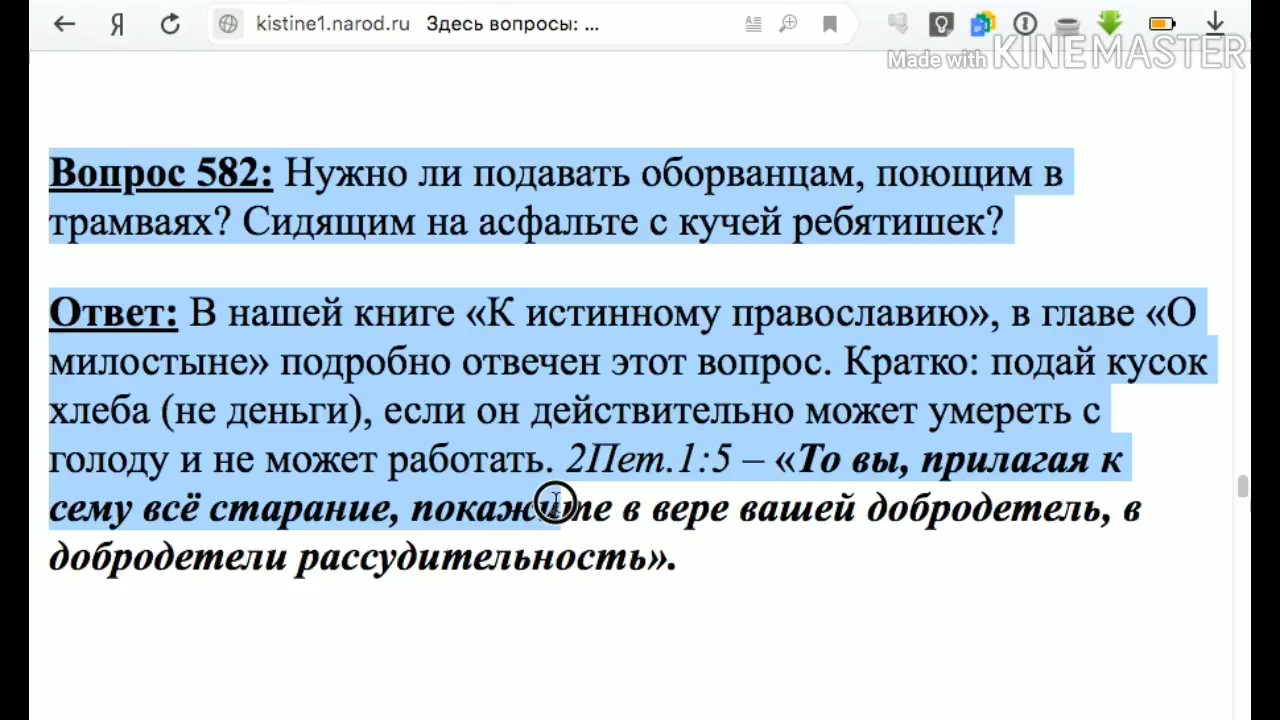 Я kistine1.narod.ru Здесь вопросы: ...
Made with KINEMASTER
Вопрос 582: Нужно ли подавать оборванцам, поющим в
трамваях? Сидящим на асфальте с кучей ребятишек?
Ответ: В нашей книге «К истинному православию», в главе «О
милостыне» подробно отвечен этот вопрос. Кратко: подай кусок
хлеба (не деньги), если он действительно может умереть с
голоду и не может работать. 2Пет.1:5 – «То вы, прилагая к
сему всё старание, покажите в вере вашей добродетель, в
добродетели рассудительность».